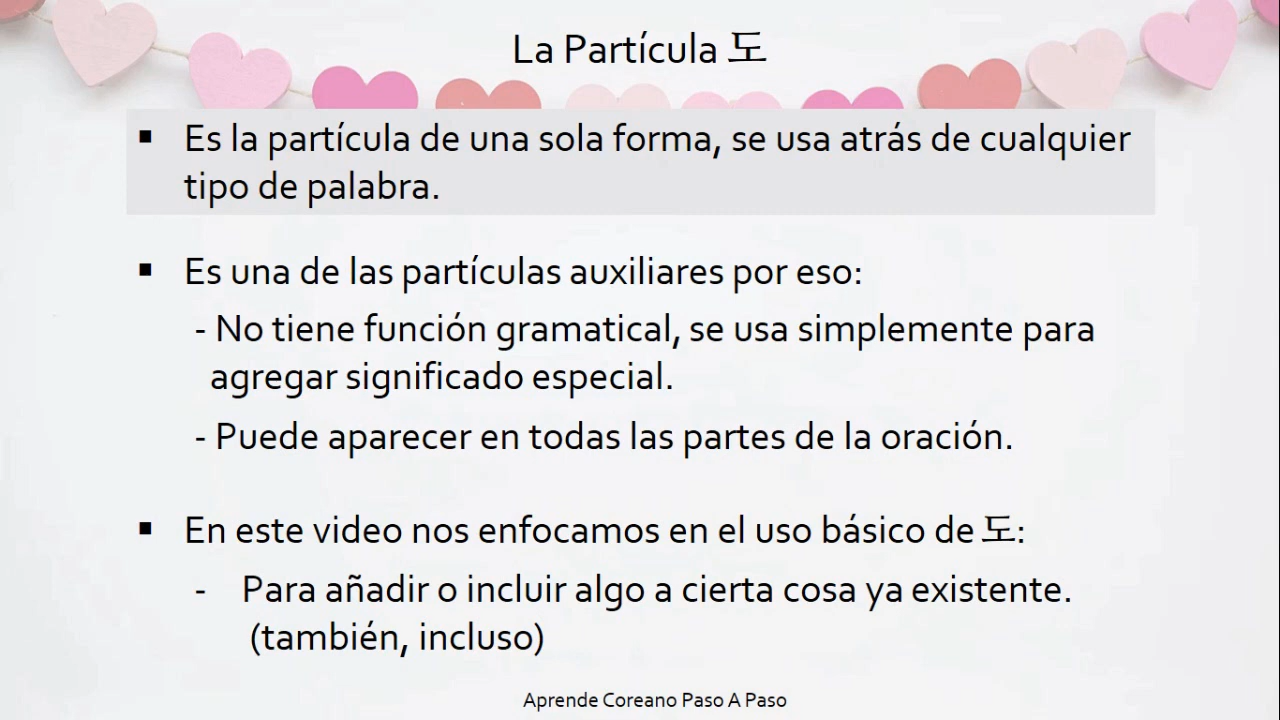 La Partícula 도
▪ Es la partícula de una sola forma, se usa atrás de cualquier
tipo de palabra.
▪ Es una de las partículas auxiliares por eso:
- No tiene función gramatical, se usa simplemente para
agregar significado especial.
- Puede aparecer en todas las partes de la oración.
▪ En este video nos enfocamos en el uso básico de 도:
- Para añadir o incluir algo a cierta cosa ya existente.
(también, incluso)
Aprende Coreano Paso A Paso